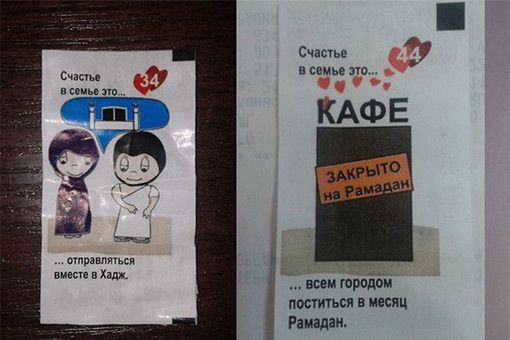 Счастье
в семье это...
34
... отправляться
вместе в Хадж.
Счастье
в семье это...
44
КАФЕ
ЗАКРЫТО
на Рамадан
... всем городом
поститься в месяц
Рамадан.